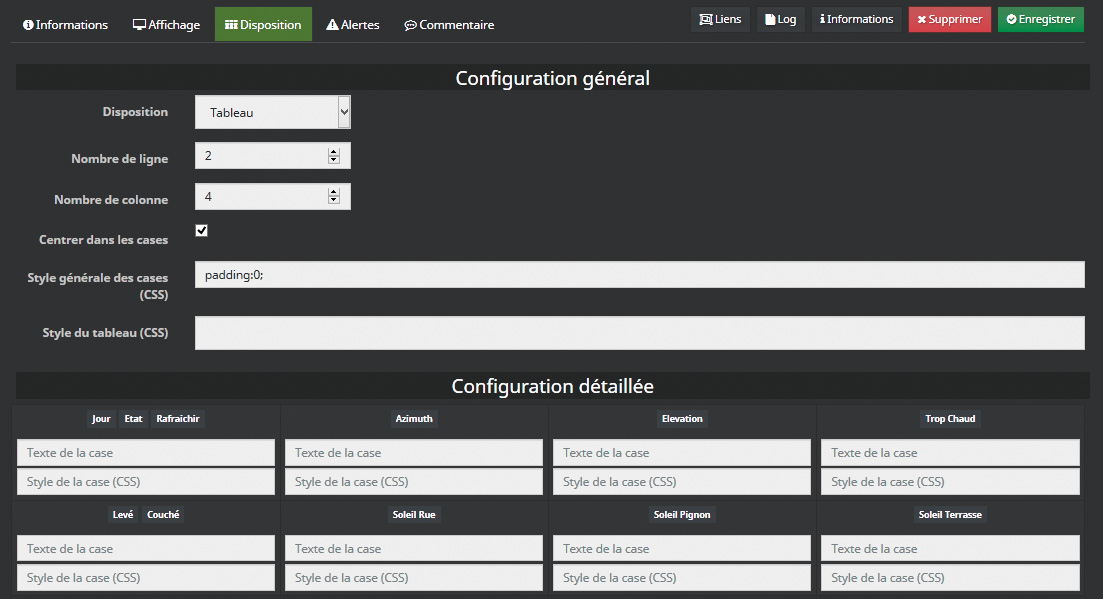 Informations Affichage Disposition Alertes Commentaire Liens Log Informations Supprimer Enregistrer
Configuration général
Disposition Tableau
Nombre de ligne 2
Nombre de colonne 4
Centrer dans les cases
Style générale des cases
(CSS)
padding:0;
Style du tableau (CSS)
Configuration détaillée
Jour Etat Rafraichir Azimuth Elevation Trop Chaud
Texte de la case Texte de la case Texte de la case Texte de la case
Style de la case (CSS) Style de la case (CSS) Style de la case (CSS) Style de la case (CSS)
Levé Couché Soleil Rue Soleil Pignon Soleil Terrasse
Texte de la case Texte de la case Texte de la case Texte de la case
Style de la case (CSS) Style de la case (CSS) Style de la case (CSS) Style de la case (CSS)